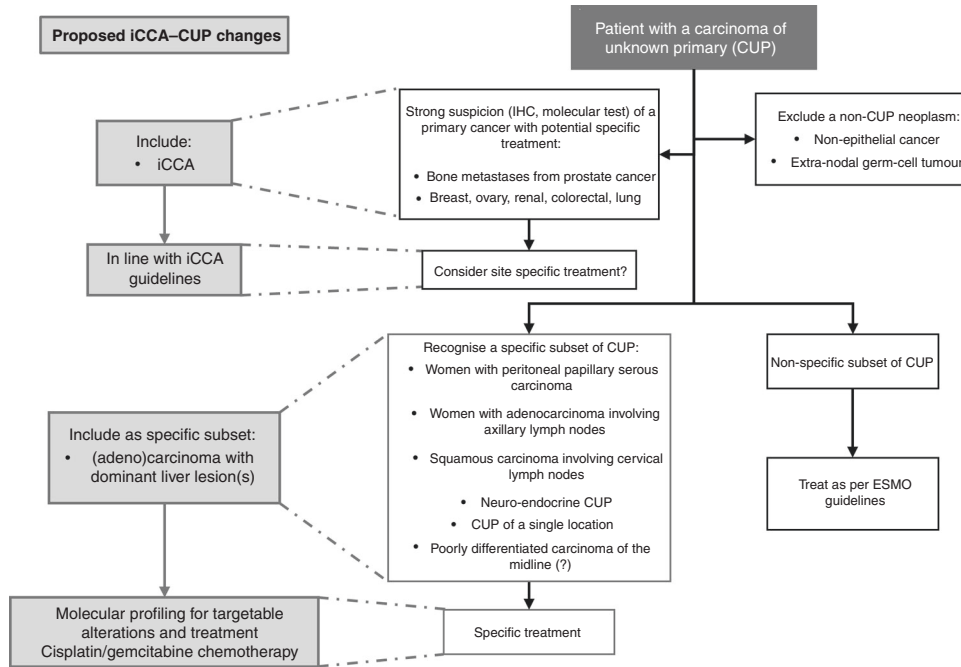 Proposed iCCA–CUP changes
Patient with a carcinoma of
unknown primary (CUP)
Include:
• iCCA
Strong suspicion (IHC, molecular test) of a
primary cancer with potential specific
treatment:
• Bone metastases from prostate cancer
• Breast, ovary, renal, colorectal, lung
Exclude a non-CUP neoplasm:
• Non-epithelial cancer
• Extra-nodal germ-cell tumour
In line with iCCA
guidelines
Consider site specific treatment?
Include as specific subset:
• (adeno)carcinoma with
dominant liver lesion(s)
Recognise a specific subset of CUP:
• Women with peritoneal papillary serous
carcinoma
• Women with adenocarcinoma involving
axillary lymph nodes
• Squamous carcinoma involving cervical
lymph nodes
• Neuro-endocrine CUP
• CUP of a single location
• Poorly differentiated carcinoma of the
midline (?)
Non-specific subset of CUP
Treat as per ESMO
guidelines
Molecular profiling for targetable
alterations and treatment
Cisplatin/gemcitabine chemotherapy
Specific treatment